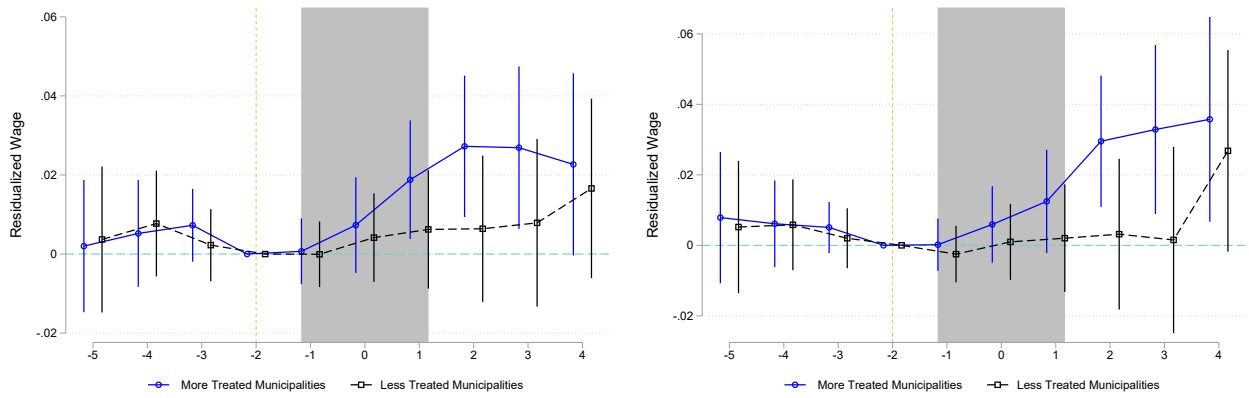 .06
.04
.02
0
-.02
Residualized Wage
-5 -4 -3 -2 -1 0 1 2 3 4
More Treated Municipalities Less Treated Municipalities
.06
.04
.02
0
-.02
Residualized Wage
-5 -4 -3 -2 -1 0 1 2 3 4
More Treated Municipalities Less Treated Municipalities